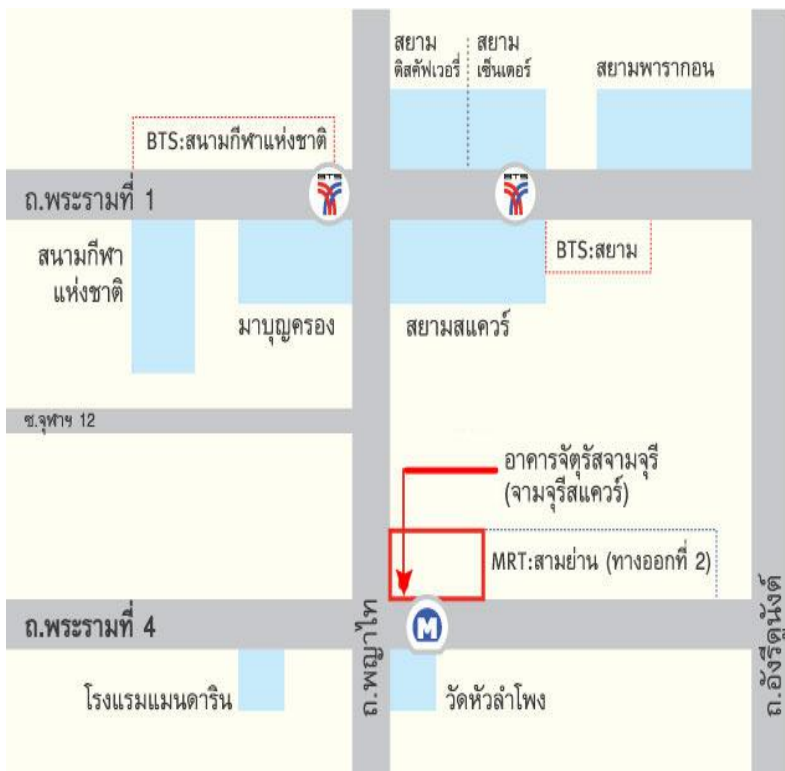 สยาม
ดิสคัฟเวอรี่
สยาม
เซ็นเตอร์
สยามพารากอน
BTS:สนามกีฬาแห่งชาติ
BTS
BTS
ถ.พระรามที่ 1
สนามกีฬา
แห่งชาติ
มาบุญครอง
สยามสแควร์
BTS:สยาม
ซ.จุฬาฯ 12
อาคารจัตุรัสจามจุรี
(จามจุรีสแควร์)
MRT:สามย่าน (ทางออกที่ 2)
ถ.พระรามที่ 4
M
ถ.พญาไท
ถ.อังรีดูนังต์
โรงแรมแมนดาริน
วัดหัวลำโพง